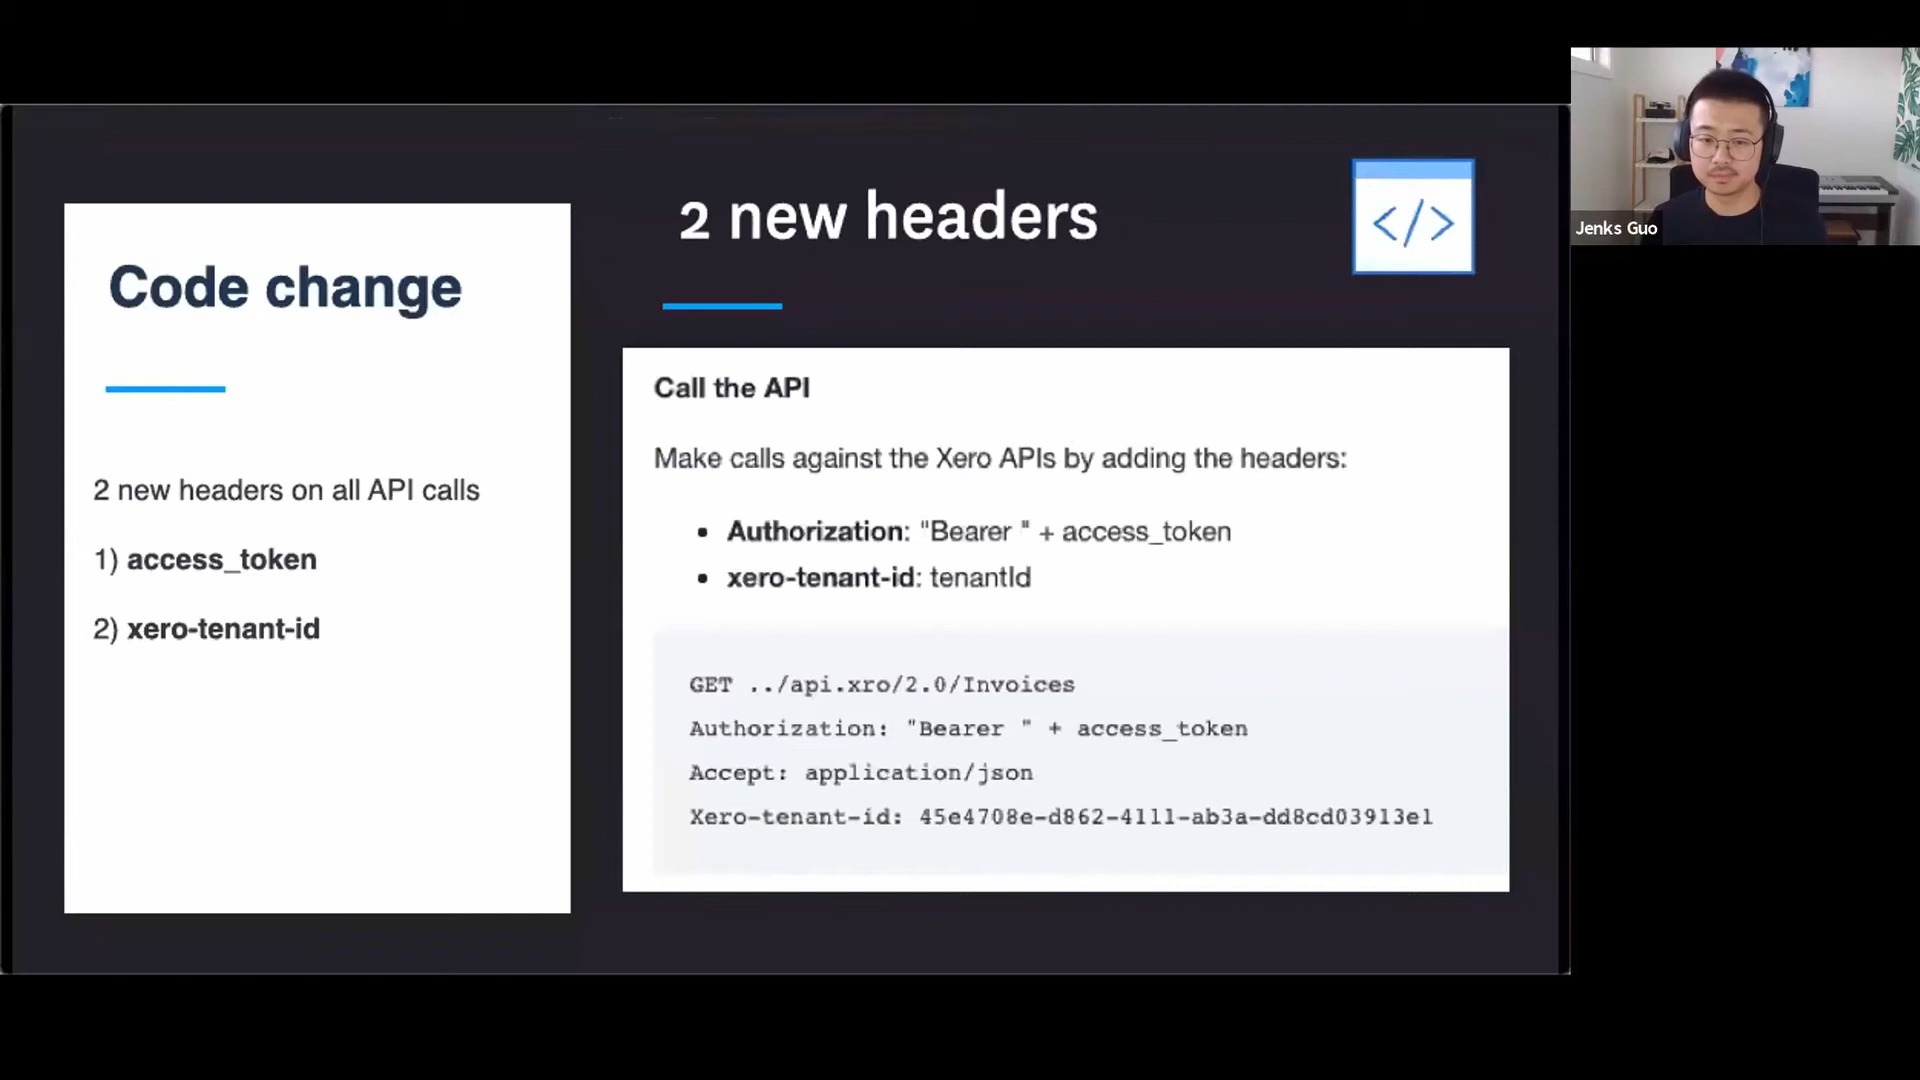 Code change
2 new headers on all API calls
1) access_token
2) xero-tenant-id
2 new headers
</>
Call the API
Make calls against the Xero APIs by adding the headers:
• Authorization: "Bearer " + access_token
• xero-tenant-id: tenantId
GET ../api.xro/2.0/Invoices
Authorization: "Bearer " + access_token
Accept: application/json
Xero-tenant-id: 45e4708e-d862-4111-ab3a-dd8cd03913e1
Jenks Guo